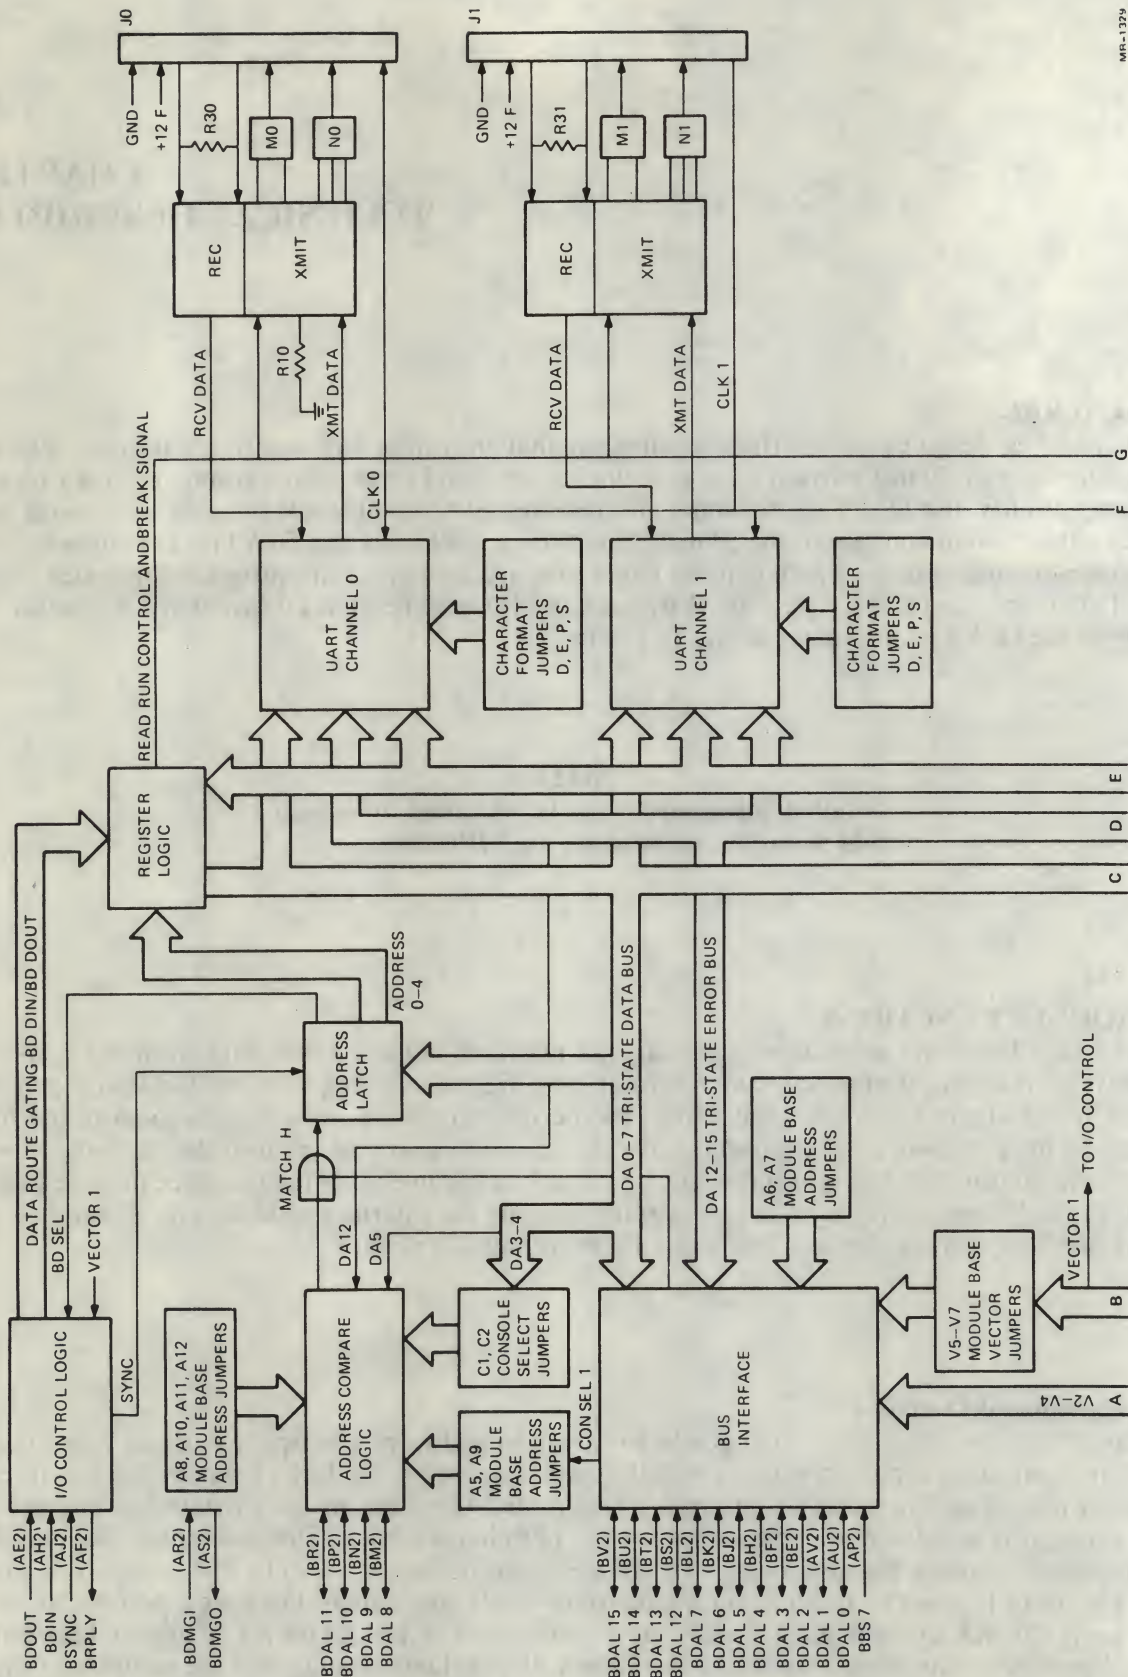 BDOUT
(AE2)
BDIN
(AH2)
BSYNC
(AJ2)
BRPLY
(AF2)
I/O CONTROL LOGIC
DATA ROUTE GATING BD DIN/BD DOUT
BD SEL
VECTOR 1
SYNC
BDMGI
(AR2)
BDMGO
(AS2)
A8, A10, A11, A12
MODULE BASE
ADDRESS JUMPERS
BDAL 11
(BR2)
BDAL 10
(BP2)
BDAL 9
(BN2)
BDAL 8
(BM2)
ADDRESS COMPARE
LOGIC
DA12
DA5
MATCH H
ADDRESS
LATCH
ADDRESS
0-4
REGISTER
LOGIC
READ RUN CONTROL AND BREAK SIGNAL
A5, A9
MODULE
BASE
ADDRESS
JUMPERS
C1, C2
CONSOLE
SELECT
JUMPERS
DA3-4
CON SEL 1
DA 0-7 TRI-STATE DATA BUS
DA 12-15 TRI-STATE ERROR BUS
BDAL 15
(BV2)
BDAL 14
(BU2)
BDAL 13
(BT2)
BDAL 12
(BS2)
BDAL 7
(BL2)
BDAL 6
(BK2)
BDAL 5
(BJ2)
BDAL 4
(BH2)
BDAL 3
(BF2)
BDAL 2
(BE2)
BDAL 1
(AV2)
BDAL 0
(AU2)
BBS 7
(AP2)
BUS
INTERFACE
A6, A7
MODULE BASE
ADDRESS
JUMPERS
V5-V7
MODULE BASE
VECTOR
JUMPERS
VECTOR 1
TO I/O CONTROL
V2-V4
A
B
C
D
E
F
G
UART
CHANNEL 0
CHARACTER
FORMAT
JUMPERS
D, E, P, S
UART
CHANNEL 1
CHARACTER
FORMAT
JUMPERS
D, E, P, S
RCV DATA
R10
XMT DATA
CLK 0
REC
XMIT
GND
+12 F
R30
M0
N0
J0
RCV DATA
XMT DATA
CLK 1
REC
XMIT
GND
+12 F
R31
M1
N1
J1
MR-1329